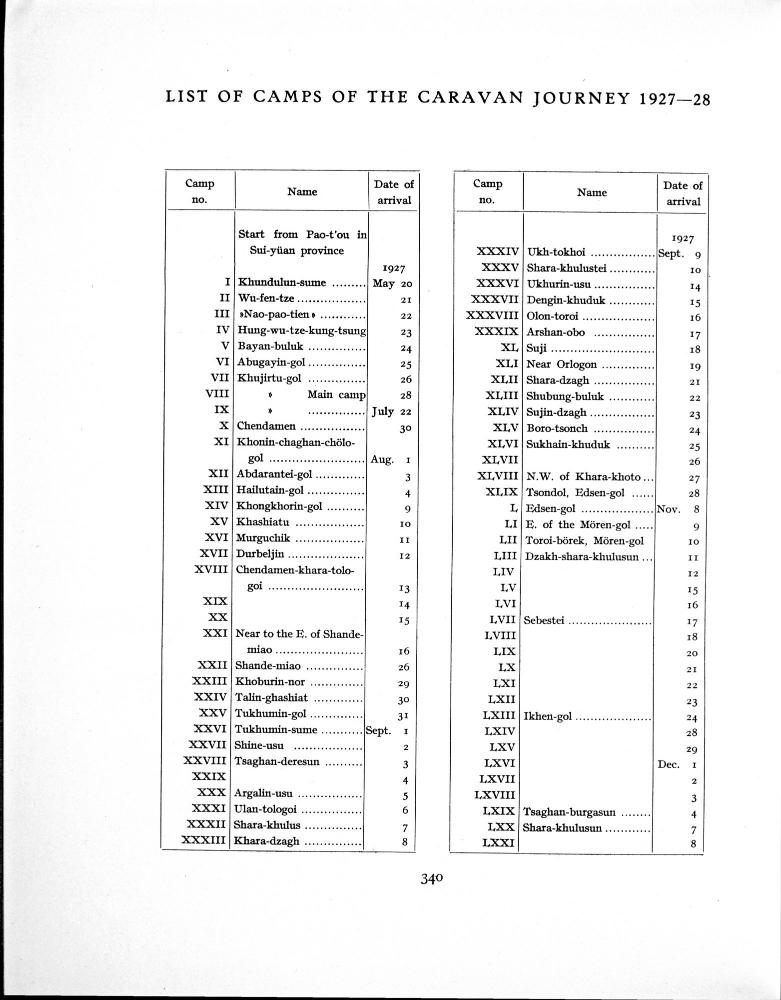 LIST OF CAMPS OF THE CARAVAN JOURNEY 1927—28
Camp no. Name Date of arrival
Start from Pao-t'ou in
Sui-yüan province
1927
I Khundulun-sume ......... May 20
II Wu-fen-tze ................. 21
III »Nao-pao-tien» ............ 22
IV Hung-wu-tze-kung-tsung 23
V Bayan-buluk .............. 24
VI Abugayin-gol .............. 25
VII Khujirtu-gol .............. 26
VIII » Main camp 28
IX » .............. July 22
X Chendamen ................ 30
XI Khonin-chaghan-chölo-
gol ........................ Aug. 1
XII Abdarantei-gol ............ 3
XIII Hailutain-gol .............. 4
XIV Khongkhorin-gol .......... 9
XV Khashiatu ................. 10
XVI Murguchik ................. 11
XVII Durbeljin ................... 12
XVIII Chendamen-khara-tolo-
goi ........................ 13
XIX 14
XX 15
XXI Near to the E. of Shande-
miao ...................... 16
XXII Shande-miao .............. 26
XXIII Khoburin-nor .............. 29
XXIV Talin-ghashiat ............ 30
XXV Tukhumin-gol ............. 31
XXVI Tukhumin-sume .......... Sept. 1
XXVII Shine-usu ................. 2
XXVIII Tsaghan-deresun .......... 3
XXIX 4
XXX Argalin-usu ................ 5
XXXI Ulan-tologoi ............... 6
XXXII Shara-khulus .............. 7
XXXIII Khara-dzagh .............. 8
Camp no. Name Date of arrival
1927
XXXIV Ukh-tokhoi ................ Sept. 9
XXXV Shara-khulustei ........... 10
XXXVI Ukhurin-usu ............... 14
XXXVII Dengin-khuduk ........... 15
XXXVIII Olon-toroi .................. 16
XXXIX Arshan-obo ............... 17
XL Suji .......................... 18
XLI Near Orlogon ............. 19
XLII Shara-dzagh ............... 21
XLIII Shubung-buluk ............ 22
XLIV Sujin-dzagh ................ 23
XLV Boro-tsonch ............... 24
XLVI Sukhain-khuduk .......... 25
XLVII 26
XLVIII N.W. of Khara-khoto ... 27
XLIX Tsondol, Edsen-gol ...... 28
L Edsen-gol .................. Nov. 8
LI E. of the Mören-gol ..... 9
LII Toroi-börek, Mören-gol 10
LIII Dzakh-shara-khulusun ... 11
LIV 12
LV 15
LVI 16
LVII Sebestei ..................... 17
LVIII 18
LIX 20
LX 21
LXI 22
LXII 23
LXIII Ikhen-gol ................... 24
LXIV 28
LXV 29
LXVI Dec. 1
LXVII 2
LXVIII 3
LXIX Tsaghan-burgasun ........ 4
LXX Shara-khulusun ............ 7
LXXI 8
340